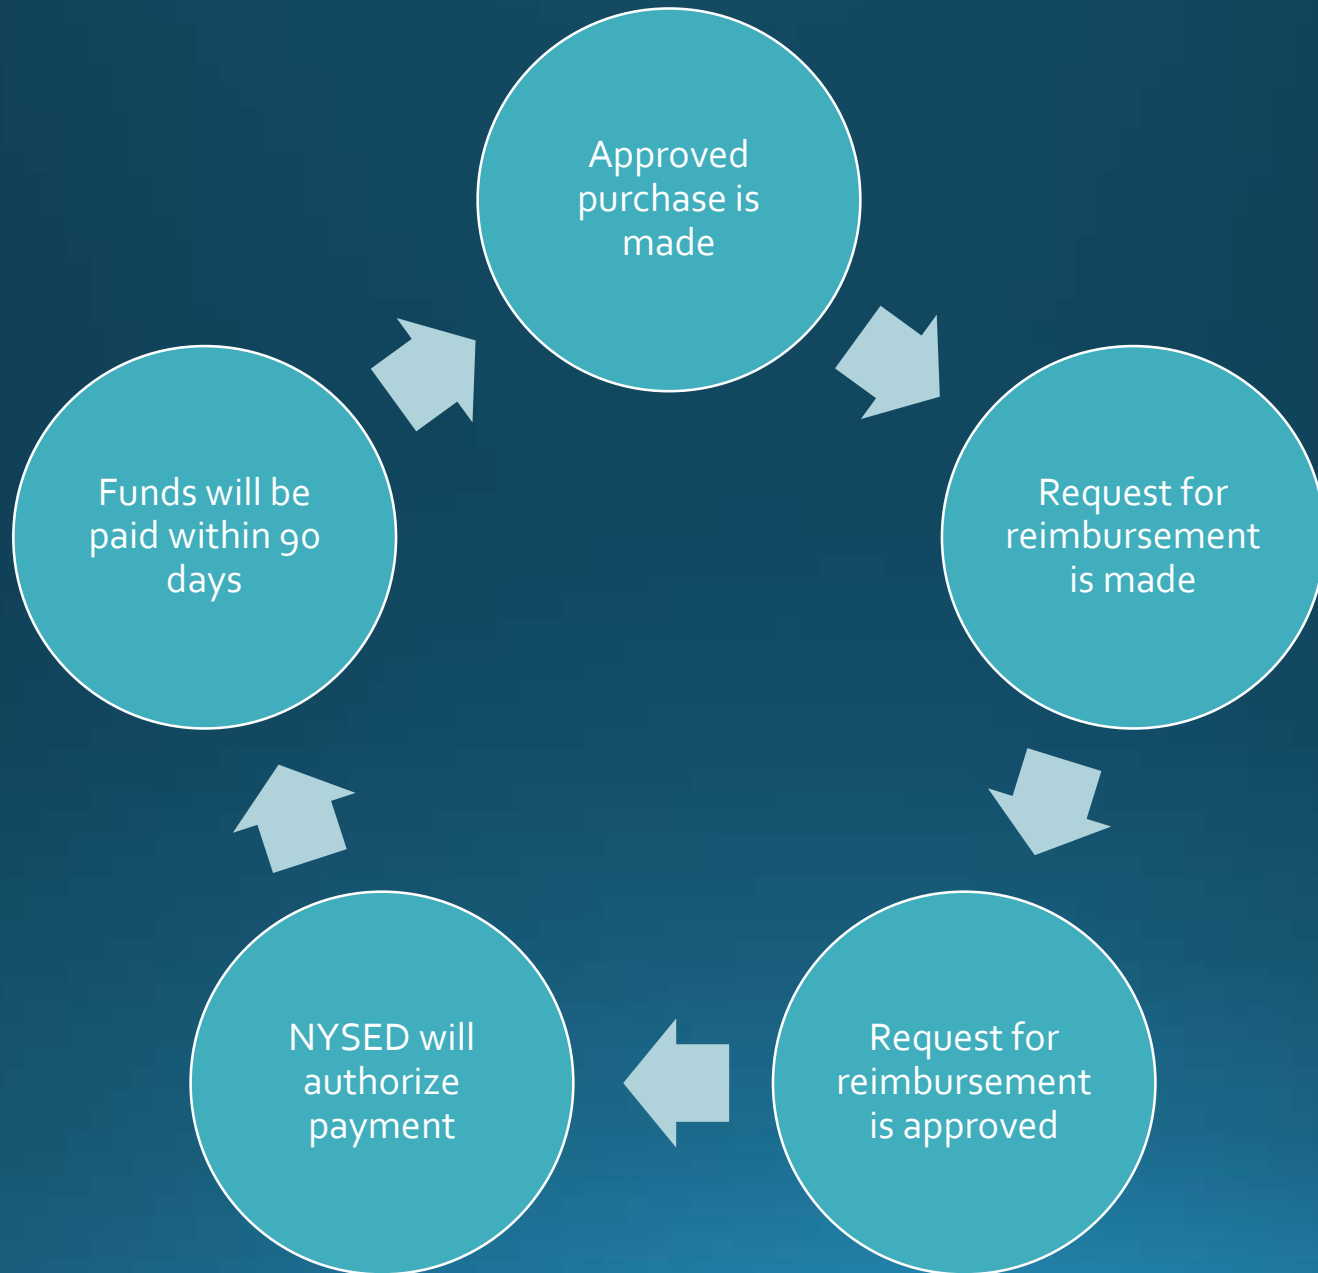 Approved
purchase is
made
Request for
reimbursement
is made
Request for
reimbursement
is approved
NYSED will
authorize
payment
Funds will be
paid within 90
days